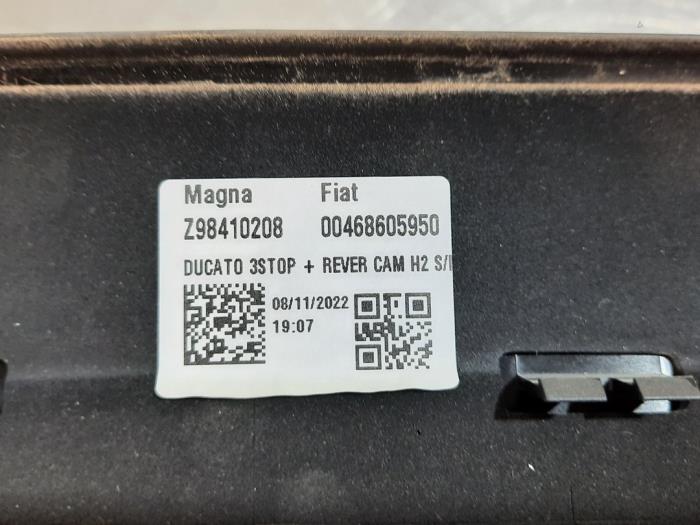 Magna Fiat
Z98410208 00468605950
DUCATO 3STOP + REVER CAM H2 S/
08/11/2022
19:07